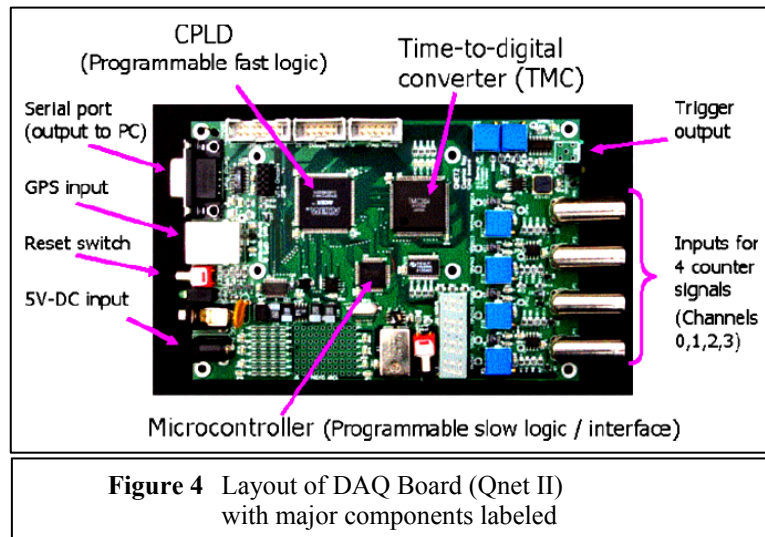 CPLD
(Programmable fast logic)
Time-to-digital
converter (TMC)
Serial port
(output to PC)
Trigger
output
GPS input
Reset switch
5V-DC input
Inputs for
4 counter
signals
(Channels
0,1,2,3)
Microcontroller (Programmable slow logic / interface)
Figure 4 Layout of DAQ Board (Qnet II)
with major components labeled